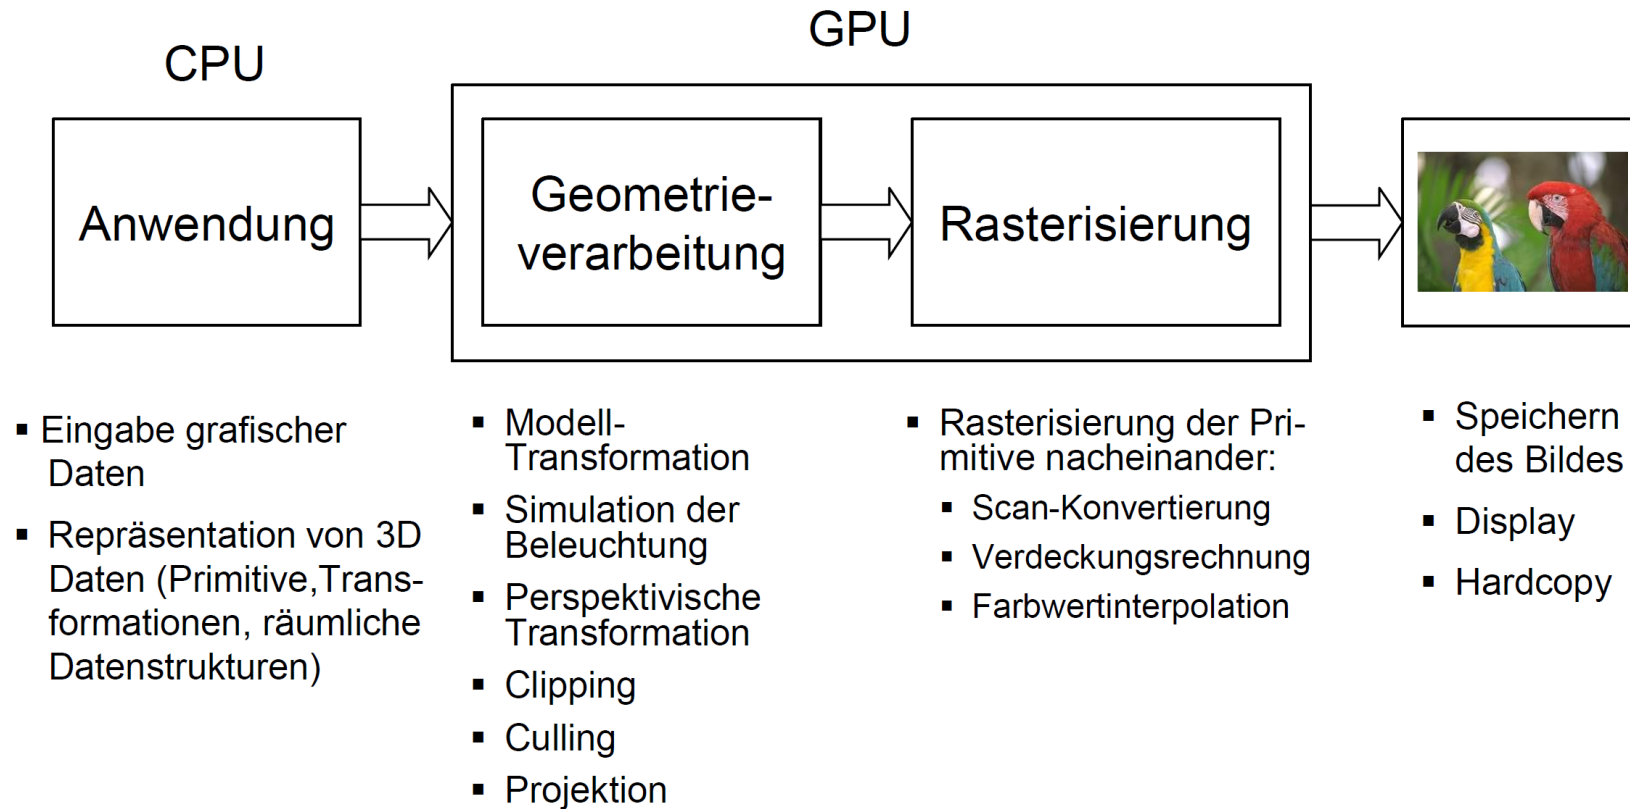 CPU
GPU
Anwendung
Geometrie-
verarbeitung
Rasterisierung
▪ Eingabe grafischer
Daten
▪ Repräsentation von 3D
Daten (Primitive,Trans-
formationen, räumliche
Datenstrukturen)
▪ Modell-
Transformation
▪ Simulation der
Beleuchtung
▪ Perspektivische
Transformation
▪ Clipping
▪ Culling
▪ Projektion
▪ Rasterisierung der Pri-
mitive nacheinander:
▪ Scan-Konvertierung
▪ Verdeckungsrechnung
▪ Farbwertinterpolation
▪ Speichern
des Bildes
▪ Display
▪ Hardcopy